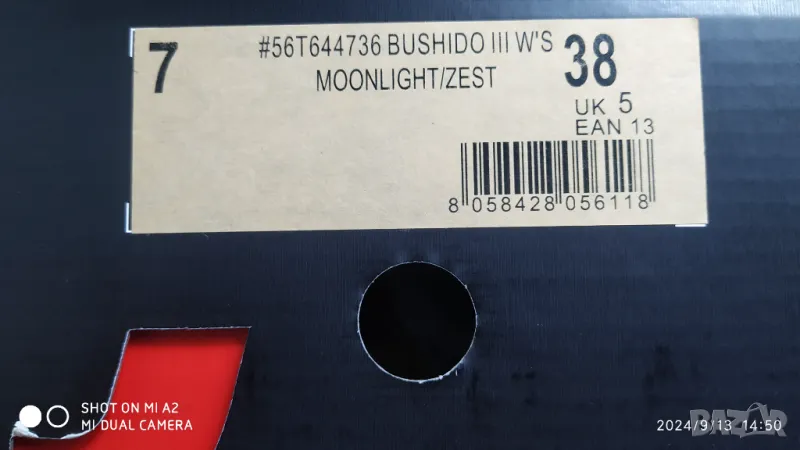 7
#56T644736 BUSHIDO III W'S
MOONLIGHT/ZEST
38
UK 5
EAN 13
8 058428 056118
SHOT ON MI A2
MI DUAL CAMERA
2024/9/13 14:50
BAZAR